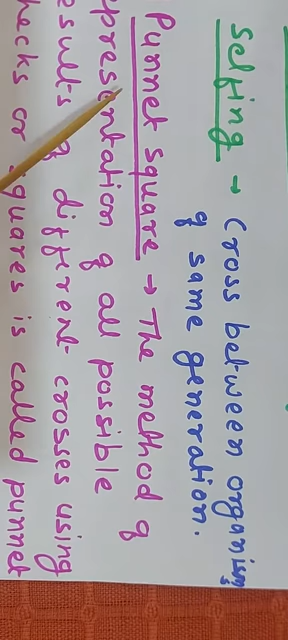 Selfing → Cross between organisms
of same generation.
Punnet square → The method of
presentation of all possible
results of different crosses using
hecks or squares is called punnet